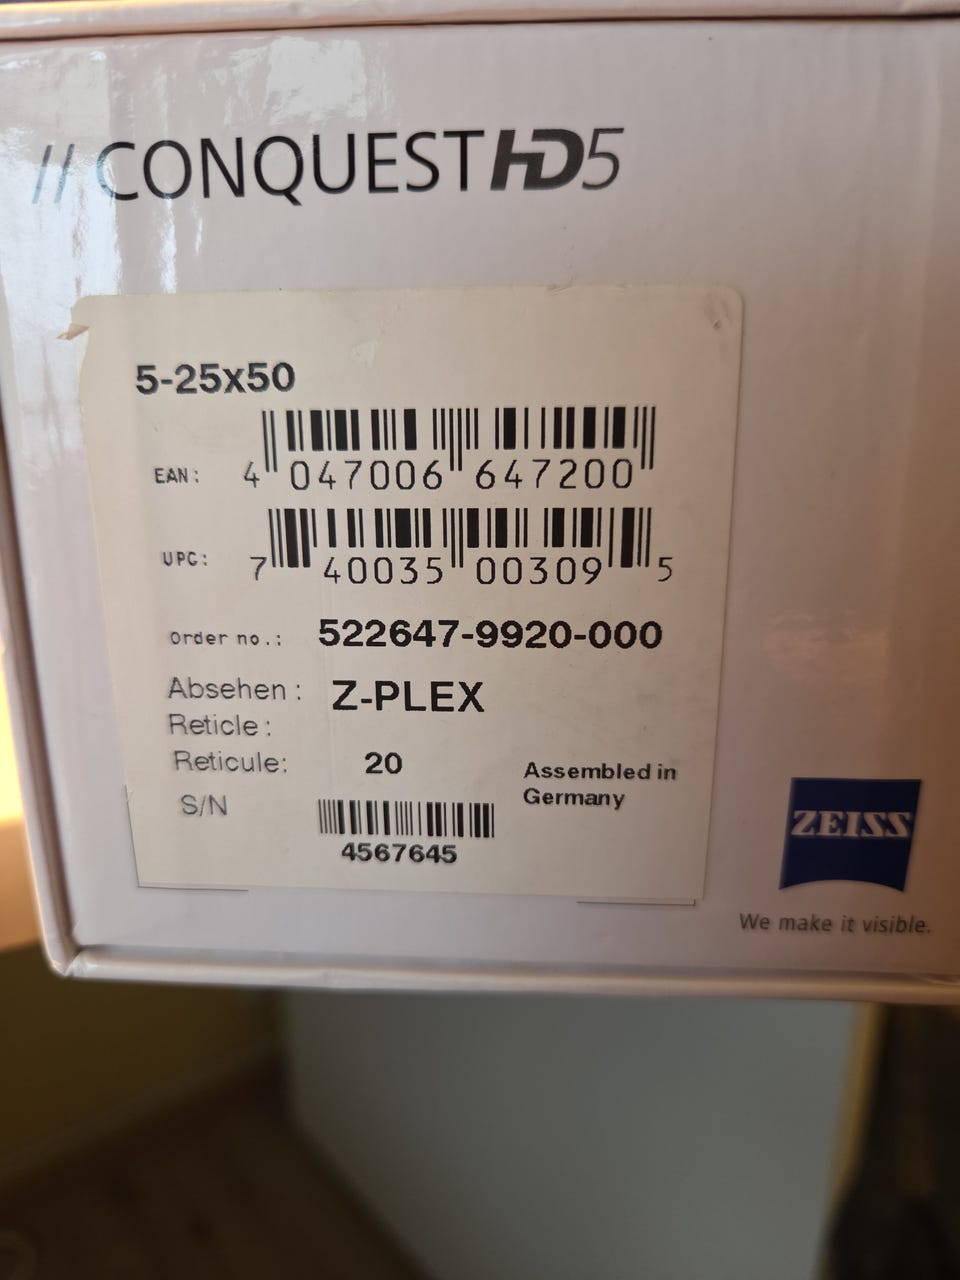 // CONQUEST HD5
5-25x50
EAN: 4 047006 647200
UPC: 7 40035 00309 5
Order no.: 522647-9920-000
Absehen: Z-PLEX
Reticle:
Reticule: 20
Assembled in
Germany
S/N
4567645
ZEISS
We make it visible.